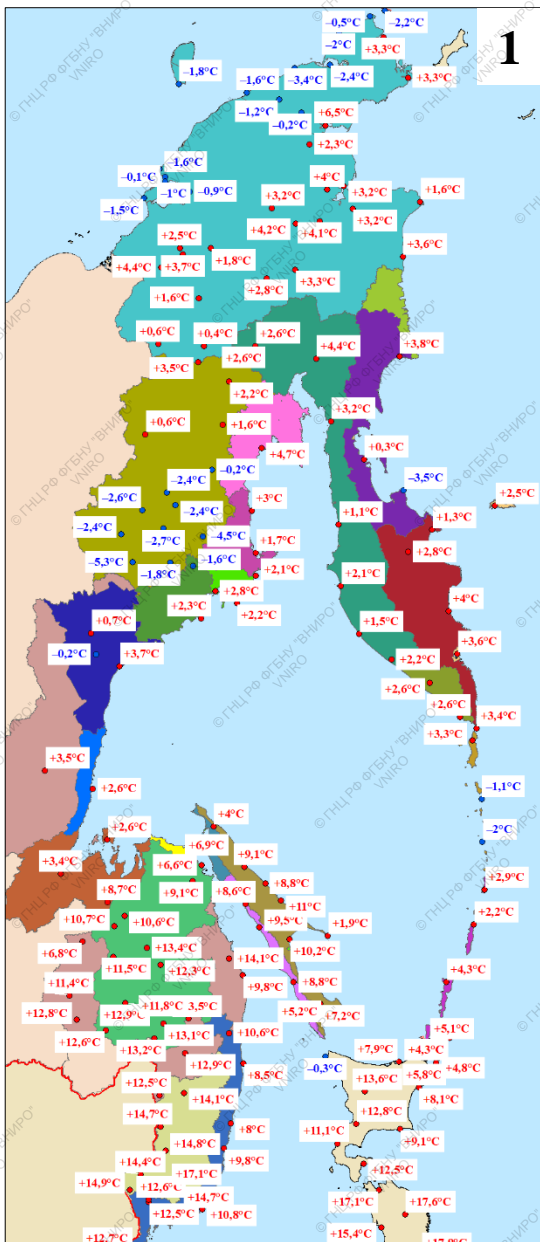 1
–0,5°C
–2,2°C
–2°C
+3,3°C
–1,8°C
–1,6°C
–3,4°C
–2,4°C
+3,3°C
–1,2°C
–0,2°C
+6,5°C
+2,3°C
–1,6°C
–0,1°C
–1°C
–0,9°C
–1,5°C
+4°C
+3,2°C
+3,2°C
+3,2°C
+1,6°C
+4,2°C
+4,1°C
+2,5°C
+1,8°C
+3,6°C
+4,4°C
+3,7°C
+2,8°C
+3,3°C
+1,6°C
+0,6°C
+0,4°C
+2,6°C
+3,5°C
+2,6°C
+4,4°C
+3,8°C
+2,2°C
+0,6°C
+1,6°C
+3,2°C
+4,7°C
+0,3°C
–0,2°C
–2,4°C
–3,5°C
–2,6°C
–2,4°C
+3°C
+2,5°C
–2,4°C
–2,7°C
–4,5°C
+1,1°C
+1,3°C
–5,3°C
–1,8°C
–1,6°C
+1,7°C
+2,8°C
+2,1°C
+2,8°C
+2,1°C
+2,3°C
+2,2°C
+4°C
+0,7°C
+1,5°C
–0,2°C
+3,7°C
+2,2°C
+3,6°C
+2,6°C
+2,6°C
+3,4°C
+3,3°C
+3,5°C
+2,6°C
–1,1°C
–2°C
+2,6°C
+4°C
+3,4°C
+6,9°C
+6,6°C
+9,1°C
+9,1°C
+8,8°C
+2,9°C
+8,7°C
+8,6°C
+11°C
+10,7°C
+10,6°C
+9,5°C
+1,9°C
+2,2°C
+6,8°C
+13,4°C
+10,2°C
+11,5°C
+12,3°C
+14,1°C
+11,4°C
+9,8°C
+8,8°C
+4,3°C
+12,8°C
+12,9°C
+11,8°C
3,5°C
+5,2°C
+7,2°C
+12,6°C
+13,2°C
+13,1°C
+10,6°C
+5,1°C
+12,9°C
+8,5°C
–0,3°C
+7,9°C
+4,3°C
+4,8°C
+12,5°C
+14,1°C
+13,6°C
+5,8°C
+8,1°C
+14,7°C
+8°C
+12,8°C
+11,1°C
+9,1°C
+14,8°C
+9,8°C
+14,4°C
+17,1°C
+12,5°C
+14,9°C
+12,6°C
+14,7°C
+12,5°C
+10,8°C
+17,1°C
+17,6°C
+12,7°C
+15,4°C
© ГНЦ РФ ФГБНУ "ВНИРО"
VNIRO